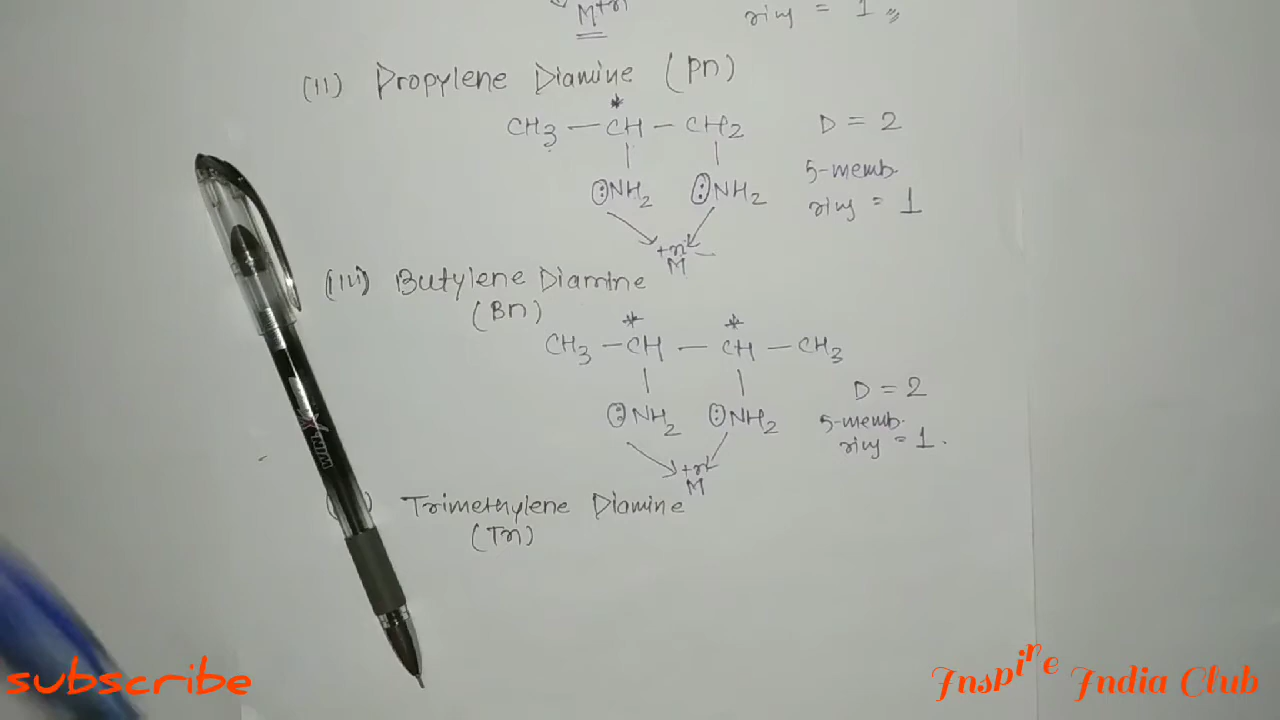 M+n
ring = 1
(ii) Propylene Diamine (Pn)
*
CH3 — CH — CH2
D = 2
:NH2 :NH2
5-memb.
ring = 1
+n
M
(iii) Butylene Diamine
(Bn)
* *
CH3 — CH — CH — CH3
D = 2
:NH2 :NH2
5-memb.
ring = 1.
+n
M
Trimethylene Diamine
(Tn)
subscribe
Inspire India Club